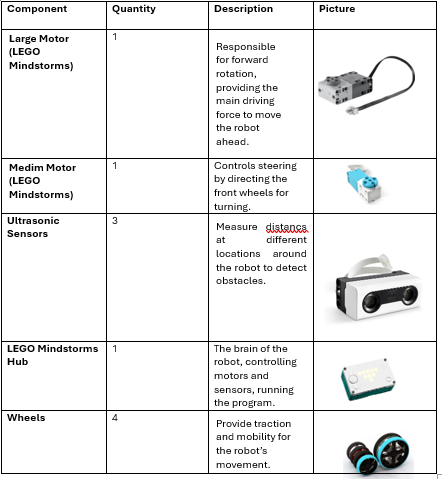 Component Quantity Description Picture
Large Motor (LEGO Mindstorms) 1 Responsible for forward rotation, providing the main driving force to move the robot ahead.
Medim Motor (LEGO Mindstorms) 1 Controls steering by directing the front wheels for turning.
Ultrasonic Sensors 3 Measure distancs at different locations around the robot to detect obstacles.
LEGO Mindstorms Hub 1 The brain of the robot, controlling motors and sensors, running the program.
Wheels 4 Provide traction and mobility for the robot's movement.